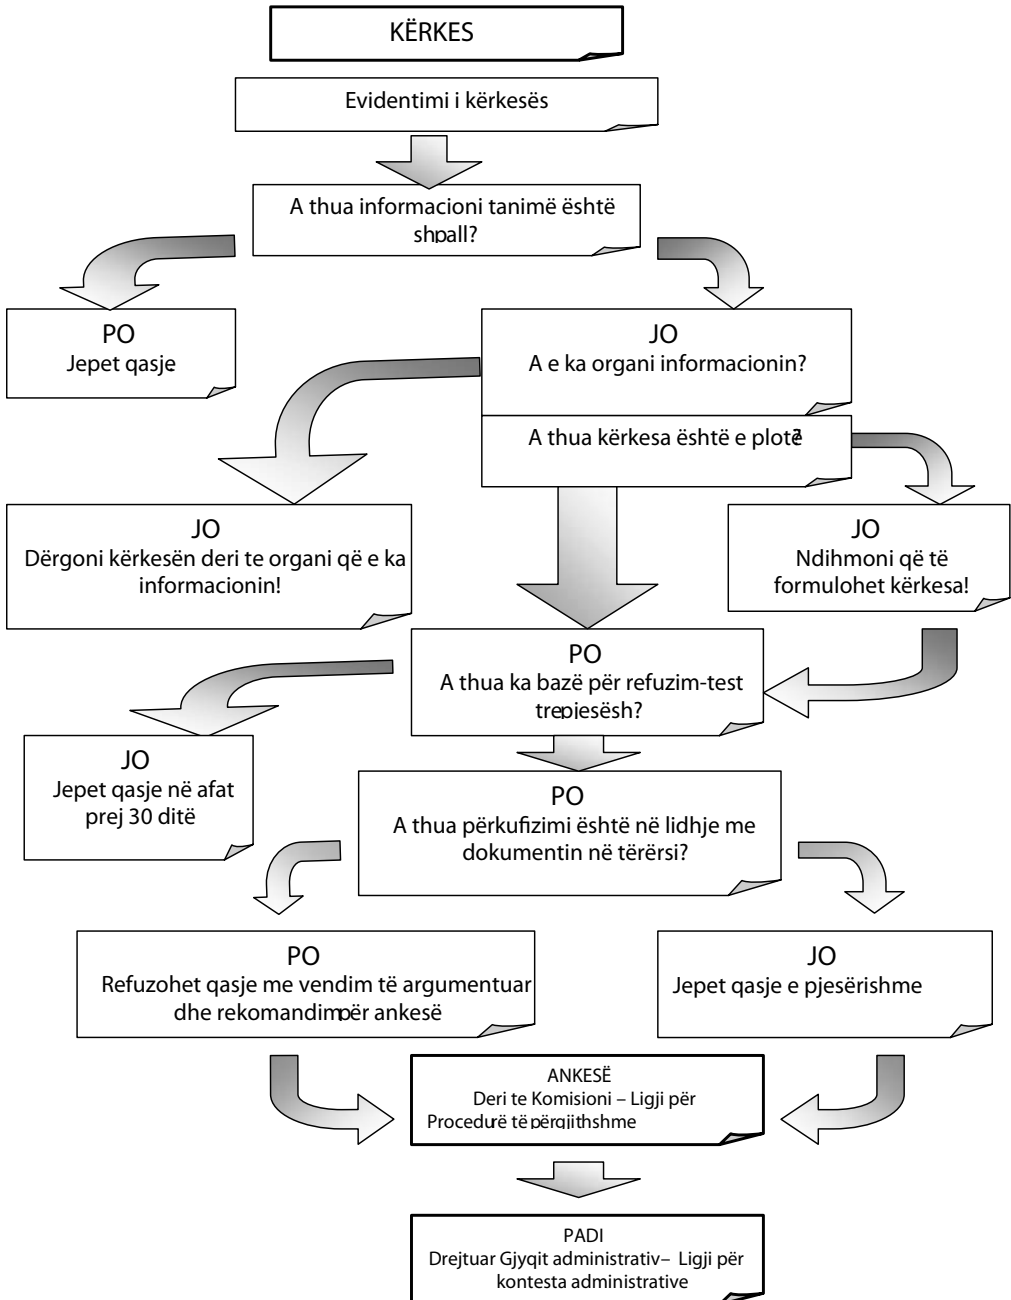 KËRKES
Evidentimi i kërkesës
A thua informacioni tanimë është
shpall?
PO
Jepet qasje
JO
A e ka organi informacionin?
A thua kërkesa është e plotë?
JO
Dërgoni kërkesën deri te organi që e ka
informacionin!
JO
Ndihmoni që të
formulohet kërkesa!
PO
A thua ka bazë për refuzim-test
trepjesësh?
JO
Jepet qasje në afat
prej 30 ditë
PO
A thua përkufizimi është në lidhje me
dokumentin në tërërsi?
PO
Refuzohet qasje me vendim të argumentuar
dhe rekomandim për ankesë
JO
Jepet qasje e pjesërishme
ANKESË
Deri te Komisioni – Ligji për
Procedurë të përgjithshme
PADI
Drejtuar Gjyqit administrativ– Ligji për
kontesta administrative